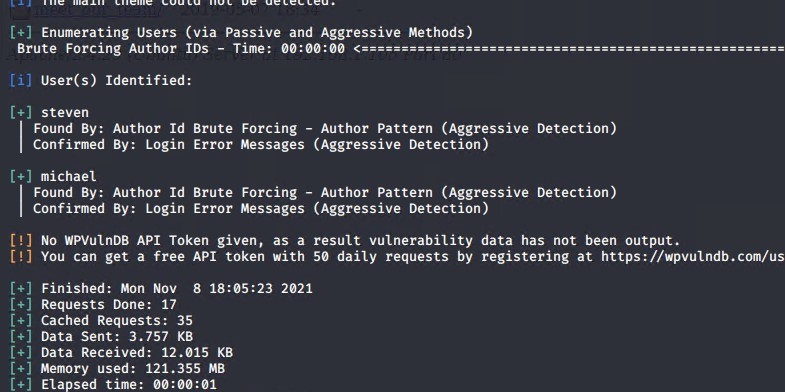 [i] The main theme could not be detected.
[+] Enumerating Users (via Passive and Aggressive Methods)
Brute Forcing Author IDs - Time: 00:00:00 <=====================================================
[i] User(s) Identified:
[+] steven
| Found By: Author Id Brute Forcing - Author Pattern (Aggressive Detection)
| Confirmed By: Login Error Messages (Aggressive Detection)
[+] michael
| Found By: Author Id Brute Forcing - Author Pattern (Aggressive Detection)
| Confirmed By: Login Error Messages (Aggressive Detection)
[!] No WPVulnDB API Token given, as a result vulnerability data has not been output.
[!] You can get a free API token with 50 daily requests by registering at https://wpvulndb.com/us
[+] Finished: Mon Nov  8 18:05:23 2021
[+] Requests Done: 17
[+] Cached Requests: 35
[+] Data Sent: 3.757 KB
[+] Data Received: 12.015 KB
[+] Memory used: 121.355 MB
[+] Elapsed time: 00:00:01